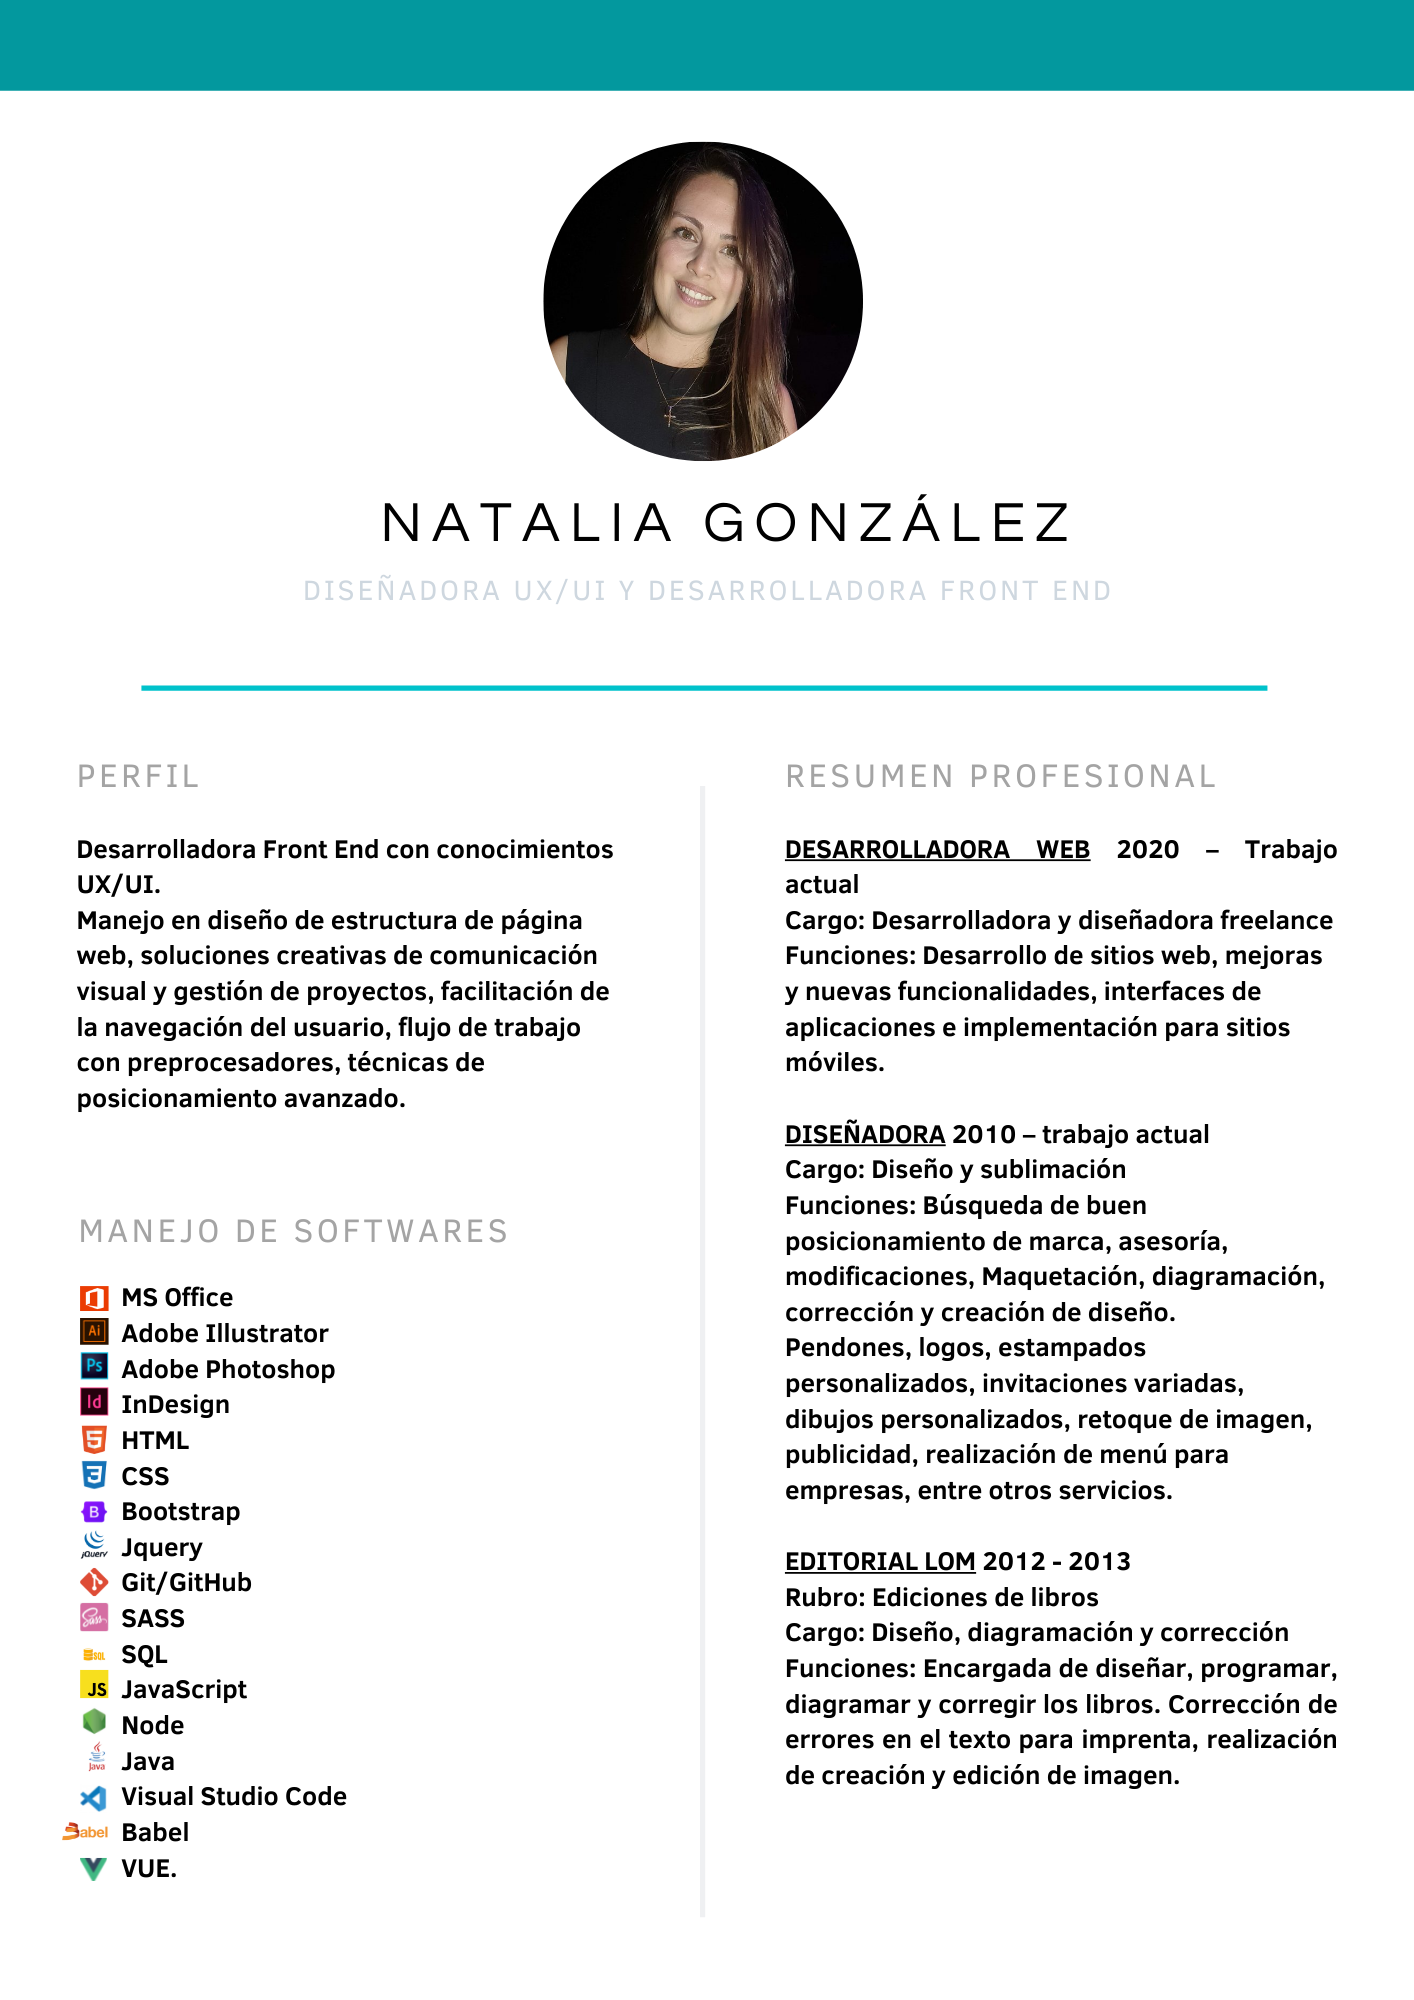 NATALIA GONZÁLEZ
DISEÑADORA UX/UI Y DESARROLLADORA FRONT END
PERFIL
Desarrolladora Front End con conocimientos
UX/UI.
Manejo en diseño de estructura de página
web, soluciones creativas de comunicación
visual y gestión de proyectos, facilitación de
la navegación del usuario, flujo de trabajo
con preprocesadores, técnicas de
posicionamiento avanzado.
MANEJO DE SOFTWARES
MS Office
Ai Adobe Illustrator
Ps Adobe Photoshop
Id InDesign
5 HTML
3 CSS
B Bootstrap
jQuery Jquery
Git/GitHub
Sass SASS
SQL SQL
JS JavaScript
Node
Java Java
Visual Studio Code
Babel Babel
VUE.
RESUMEN PROFESIONAL
DESARROLLADORA WEB 2020 – Trabajo
actual
Cargo: Desarrolladora y diseñadora freelance
Funciones: Desarrollo de sitios web, mejoras
y nuevas funcionalidades, interfaces de
aplicaciones e implementación para sitios
móviles.
DISEÑADORA 2010 – trabajo actual
Cargo: Diseño y sublimación
Funciones: Búsqueda de buen
posicionamiento de marca, asesoría,
modificaciones, Maquetación, diagramación,
corrección y creación de diseño.
Pendones, logos, estampados
personalizados, invitaciones variadas,
dibujos personalizados, retoque de imagen,
publicidad, realización de menú para
empresas, entre otros servicios.
EDITORIAL LOM 2012 - 2013
Rubro: Ediciones de libros
Cargo: Diseño, diagramación y corrección
Funciones: Encargada de diseñar, programar,
diagramar y corregir los libros. Corrección de
errores en el texto para imprenta, realización
de creación y edición de imagen.